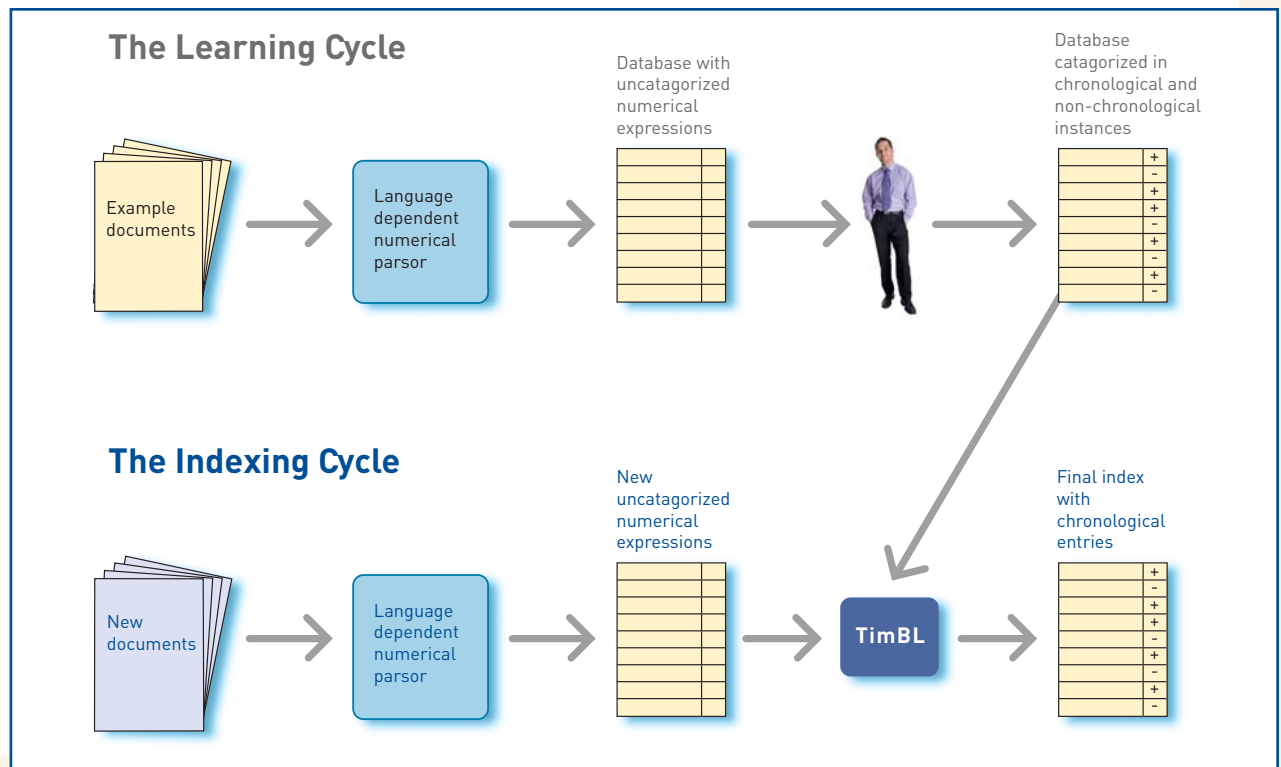 The Learning Cycle
Database with
uncatagorized
numerical
expressions
Database
catagorized in
chronological and
non-chronological
instances
Example
documents
Language
dependent
numerical
parsor
+
-
+
+
-
+
-
+
-
The Indexing Cycle
New
uncatagorized
numerical
expressions
Final index
with
chronological
entries
New
documents
Language
dependent
numerical
parsor
TimBL
+
-
+
+
-
+
-
+
-